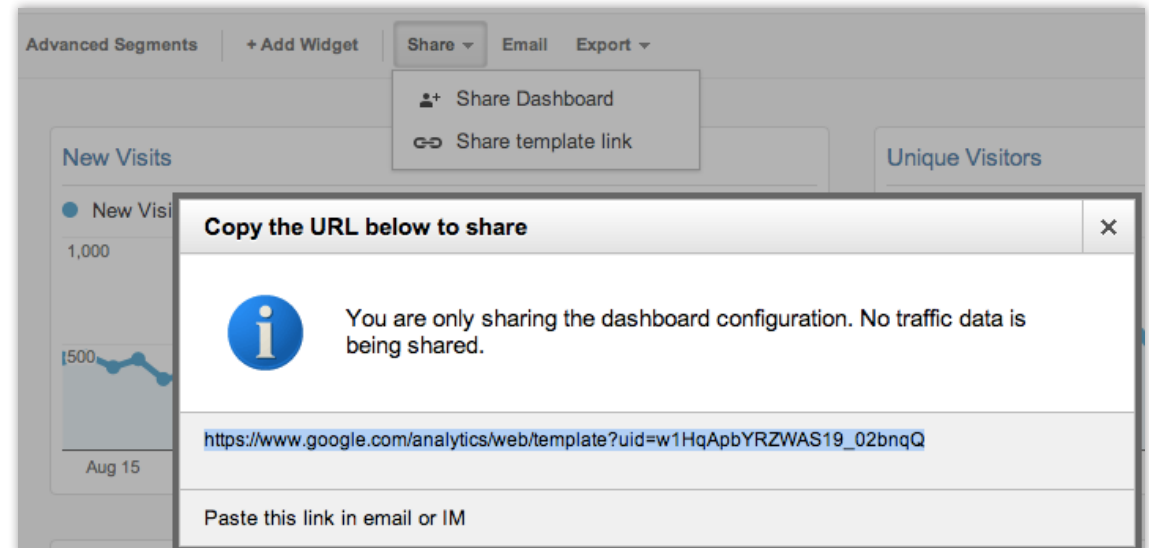 Advanced Segments + Add Widget Share Email Export
Share Dashboard
Share template link
New Visits
Unique Visitors
New Visi
1,000
500
Aug 15
Copy the URL below to share
You are only sharing the dashboard configuration. No traffic data is
being shared.
https://www.google.com/analytics/web/template?uid=w1HqApbYRZWAS19_02bnqQ
Paste this link in email or IM